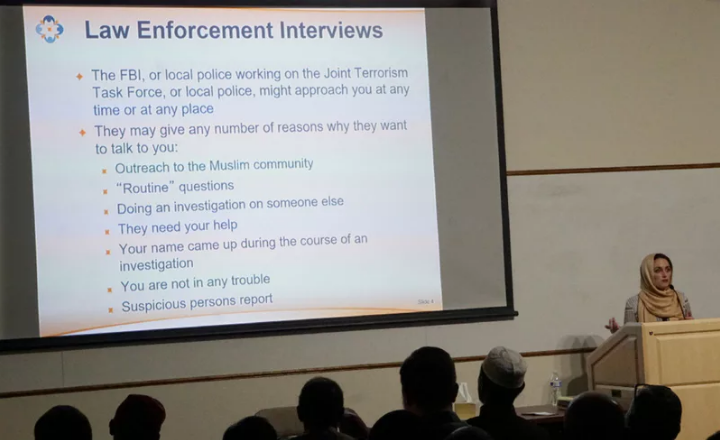 Law Enforcement Interviews
The FBI, or local police working on the Joint Terrorism
Task Force, or local police, might approach you at any
time or at any place
They may give any number of reasons why they want
to talk to you:
Outreach to the Muslim community
“Routine” questions
Doing an investigation on someone else
They need your help
Your name came up during the course of an
investigation
You are not in any trouble
Suspicious persons report
Slide 4